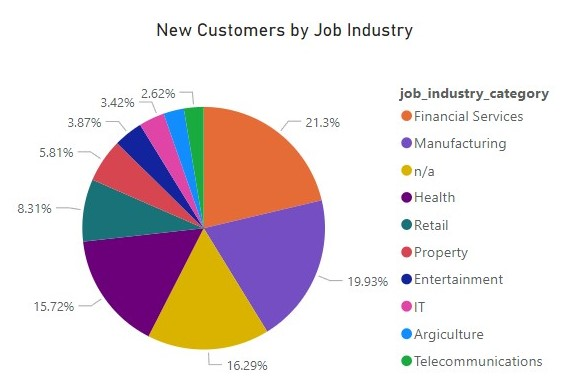 New Customers by Job Industry
2.62%
3.42%
3.87%
5.81%
8.31%
15.72%
16.29%
19.93%
21.3%
job_industry_category
Financial Services
Manufacturing
n/a
Health
Retail
Property
Entertainment
IT
Argiculture
Telecommunications